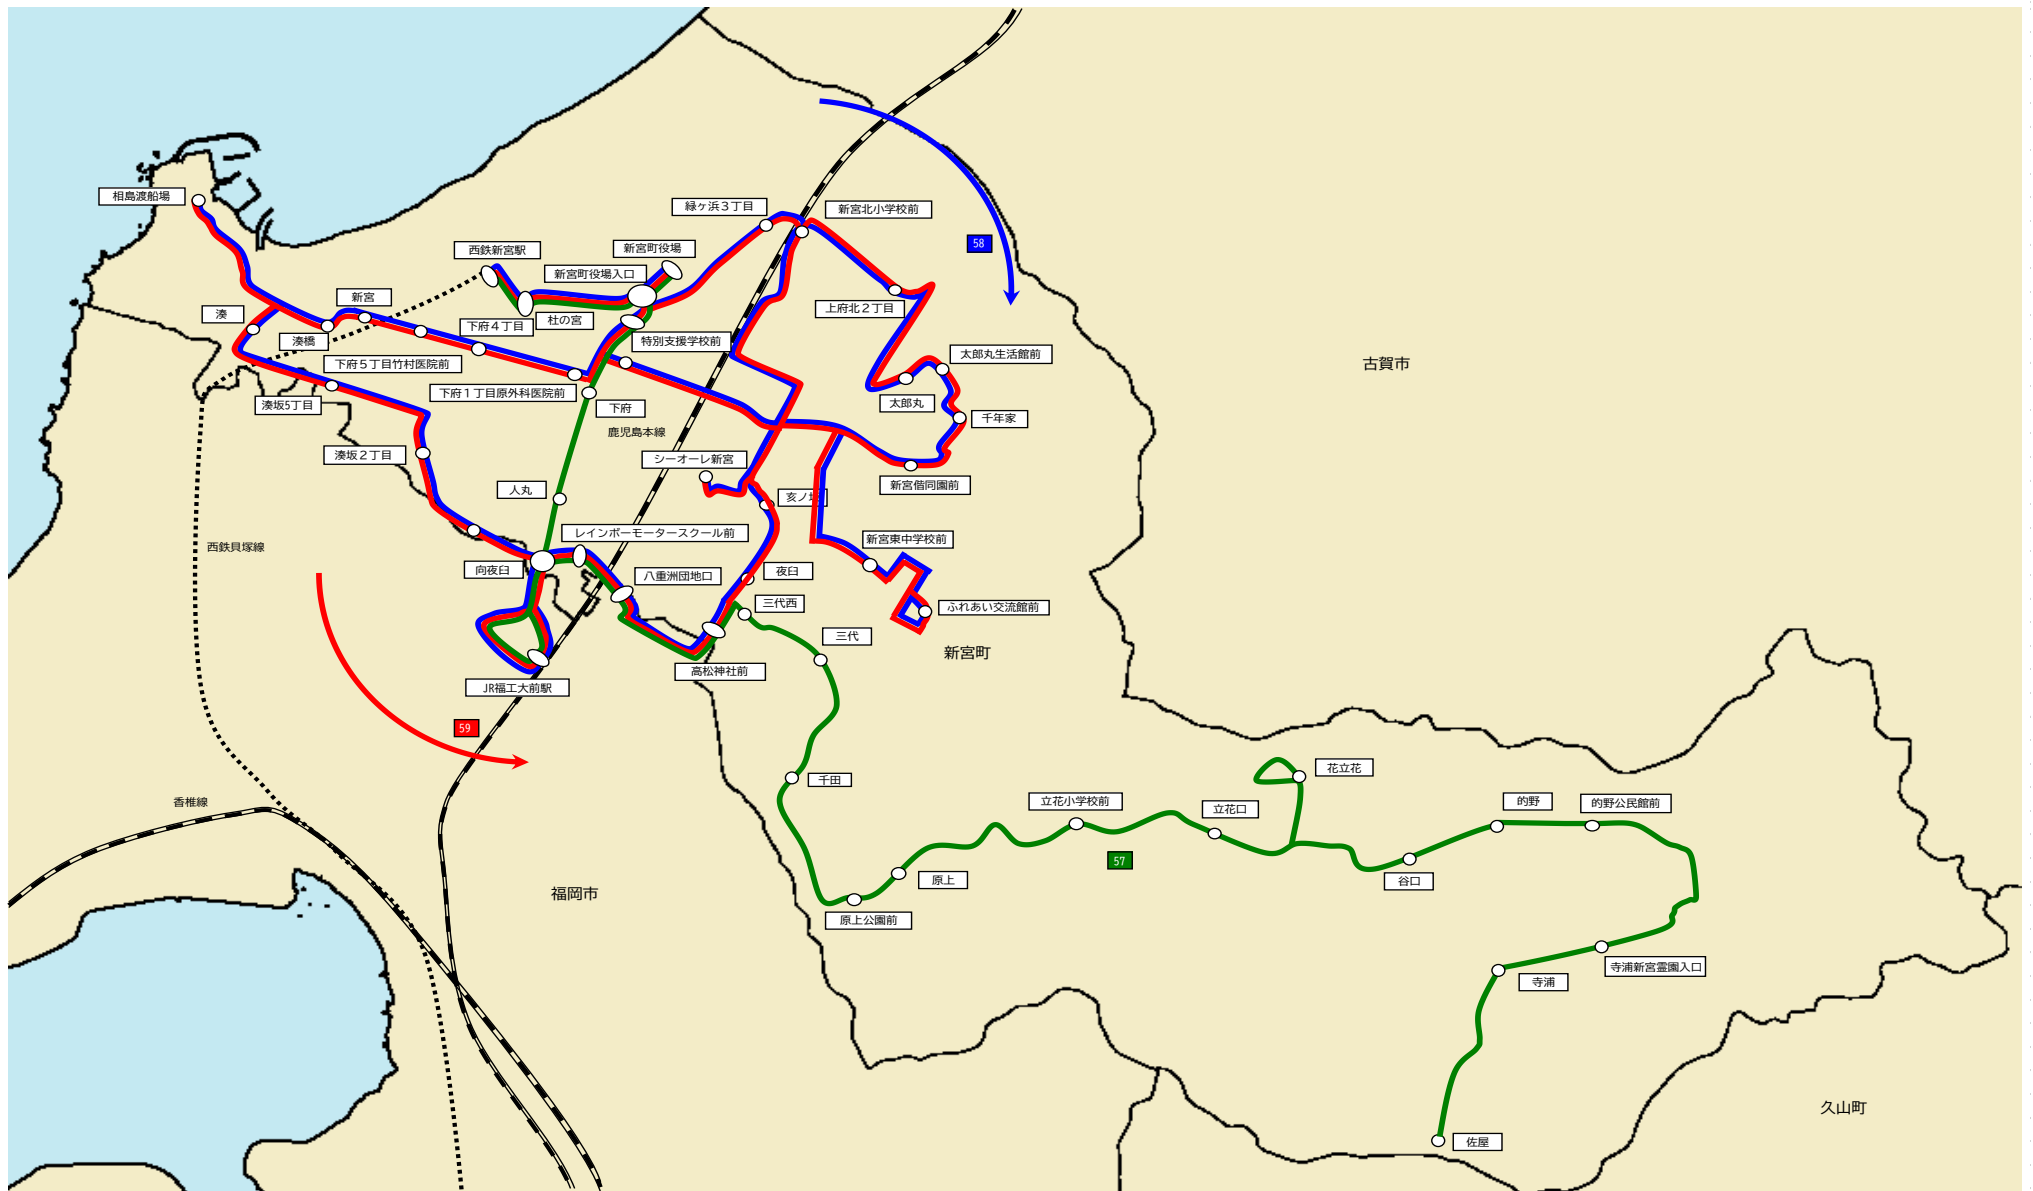 相島渡船場
緑ヶ浜3丁目
新宮北小学校前
58
西鉄新宮駅
新宮町役場
新宮町役場入口
新宮
湊
下府4丁目
杜の宮
上府北2丁目
湊橋
特別支援学校前
太郎丸生活館前
下府5丁目竹村医院前
古賀市
下府1丁目原外科医院前
太郎丸
湊坂5丁目
下府
千年家
鹿児島本線
湊坂2丁目
シーオーレ新宮
新宮偕同園前
人丸
亥ノ
レインボーモータースクール前
新宮東中学校前
西鉄貝塚線
向夜臼
八重洲団地口
夜臼
三代西
ふれあい交流館前
三代
新宮町
高松神社前
JR福工大前駅
59
花立花
千田
香椎線
立花小学校前
立花口
的野
的野公民館前
57
原上
谷口
福岡市
原上公園前
寺浦新宮霊園入口
寺浦
久山町
佐屋